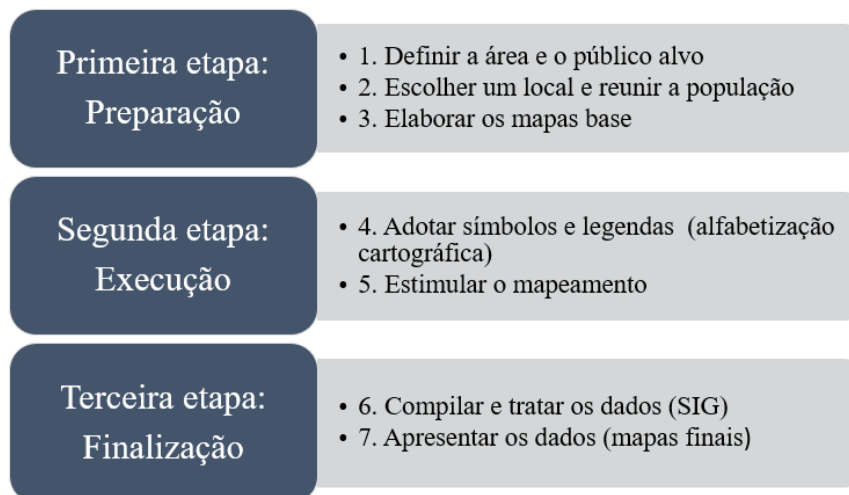 Primeira etapa:
Preparação
• 1. Definir a área e o público alvo
• 2. Escolher um local e reunir a população
• 3. Elaborar os mapas base
Segunda etapa:
Execução
• 4. Adotar símbolos e legendas (alfabetização
cartográfica)
• 5. Estimular o mapeamento
Terceira etapa:
Finalização
• 6. Compilar e tratar os dados (SIG)
• 7. Apresentar os dados (mapas finais)